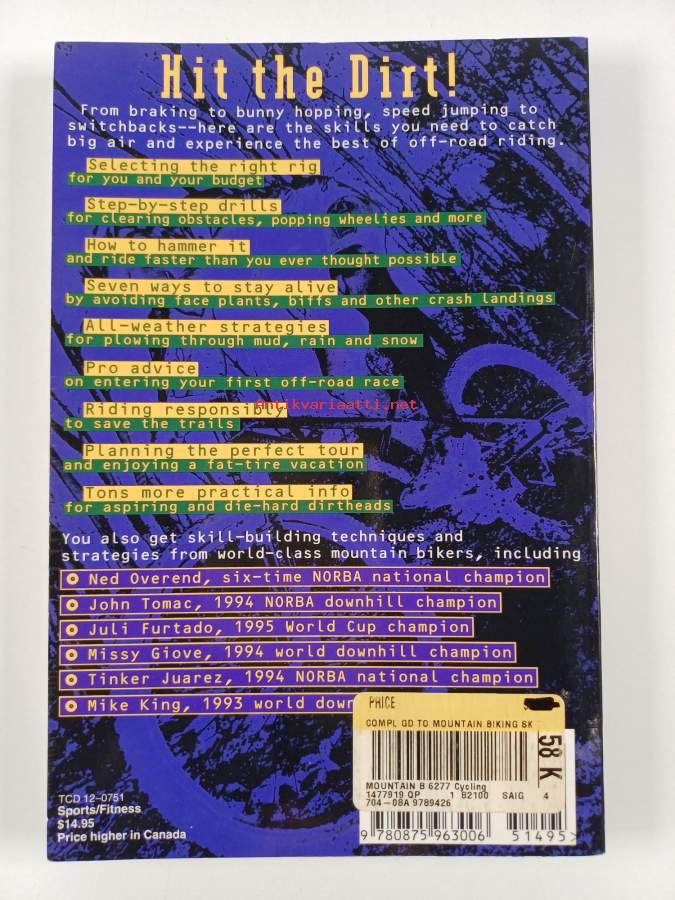 Hit the Dirt!
From braking to bunny hopping, speed jumping to
switchbacks--here are the skills you need to catch
big air and experience the best of off-road riding.
Selecting the right rig
for you and your budget
Step-by-step drills
for clearing obstacles, popping wheelies and more
How to hammer it
and ride faster than you ever thought possible
Seven ways to stay alive
by avoiding face plants, biffs and other crash landings
All-weather strategies
for plowing through mud, rain and snow
Pro advice
on entering your first off-road race
Riding responsibly
Antikvariaatti.net
to save the trails
Planning the perfect tour
and enjoying a fat-tire vacation
Tons more practical info
for aspiring and die-hard dirtheads
You also get skill-building techniques and
strategies from world-class mountain bikers, including
Ned Overend, six-time NORBA national champion
John Tomac, 1994 NORBA downhill champion
Juli Furtado, 1995 World Cup champion
Missy Giove, 1994 world downhill champion
Tinker Juarez, 1994 NORBA national champion
Mike King, 1993 world dow
PRICE
COMPL GD TO MOUNTAIN BIKING SK
58 K
MOUNTAIN B 6277 Cycling
1477919 QP 1 B2100 SAIG 4
704-08A 9789426
9 780875 963006 51495>
TCD 12-0751
Sports/Fitness
$14.95
Price higher in Canada